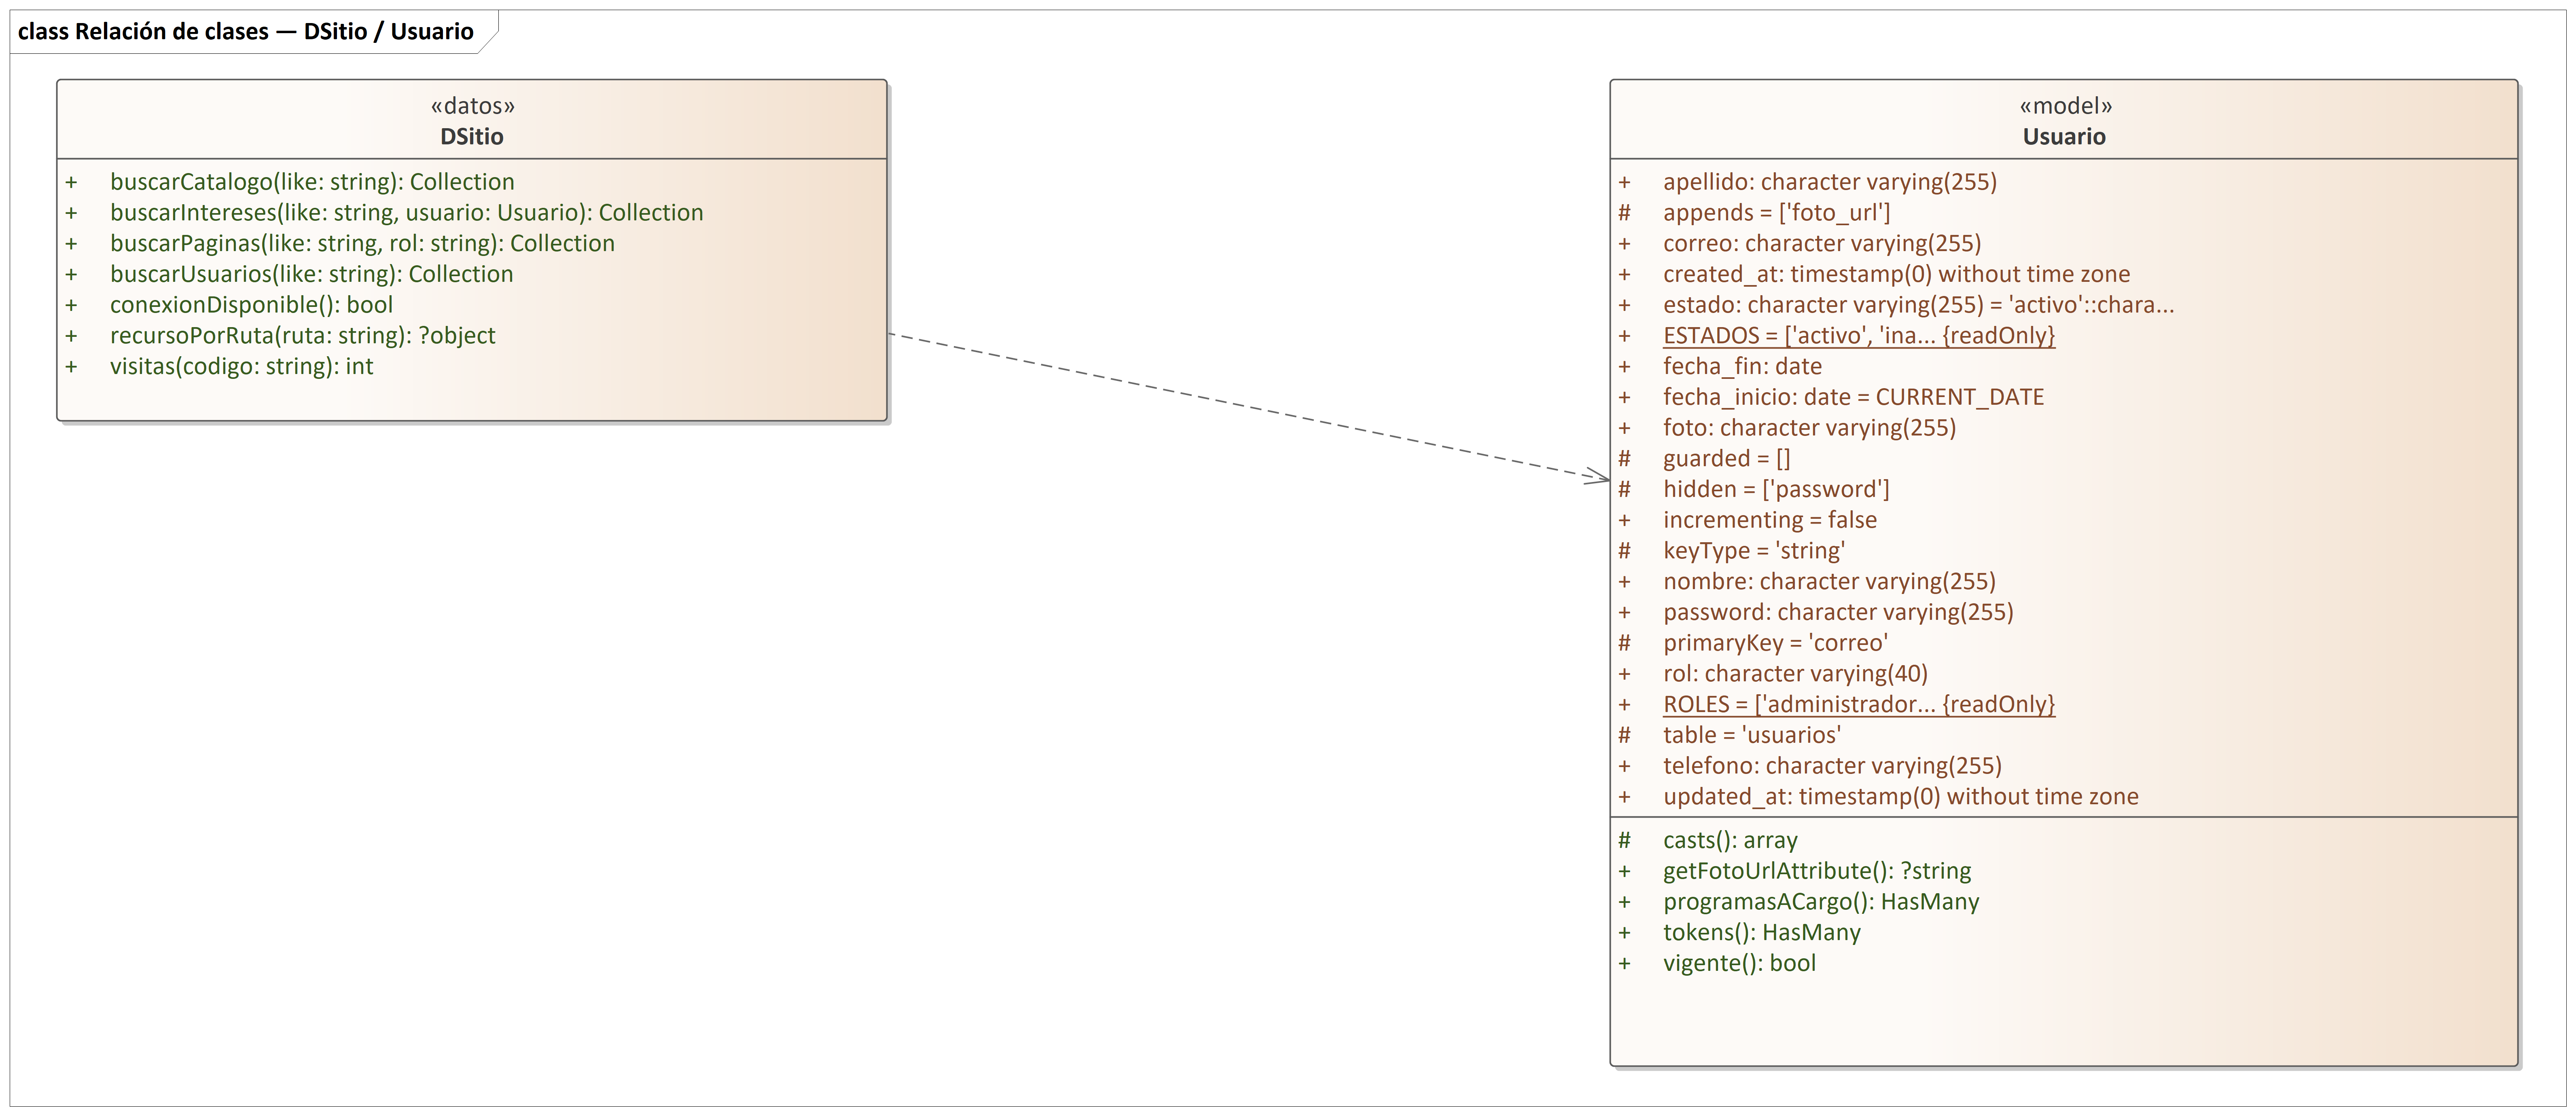 class Relación de clases — DSitio / Usuario
«datos»
DSitio
+ buscarCatalogo(like: string): Collection
+ buscarIntereses(like: string, usuario: Usuario): Collection
+ buscarPaginas(like: string, rol: string): Collection
+ buscarUsuarios(like: string): Collection
+ conexionDisponible(): bool
+ recursoPorRuta(ruta: string): ?object
+ visitas(codigo: string): int
«model»
Usuario
+ apellido: character varying(255)
# appends = ['foto_url']
+ correo: character varying(255)
+ created_at: timestamp(0) without time zone
+ estado: character varying(255) = 'activo'::chara...
+ ESTADOS = ['activo', 'ina... {readOnly}
+ fecha_fin: date
+ fecha_inicio: date = CURRENT_DATE
+ foto: character varying(255)
# guarded = []
# hidden = ['password']
+ incrementing = false
# keyType = 'string'
+ nombre: character varying(255)
+ password: character varying(255)
# primaryKey = 'correo'
+ rol: character varying(40)
+ ROLES = ['administrador... {readOnly}
# table = 'usuarios'
+ telefono: character varying(255)
+ updated_at: timestamp(0) without time zone
# casts(): array
+ getFotoUrlAttribute(): ?string
+ programasACargo(): HasMany
+ tokens(): HasMany
+ vigente(): bool